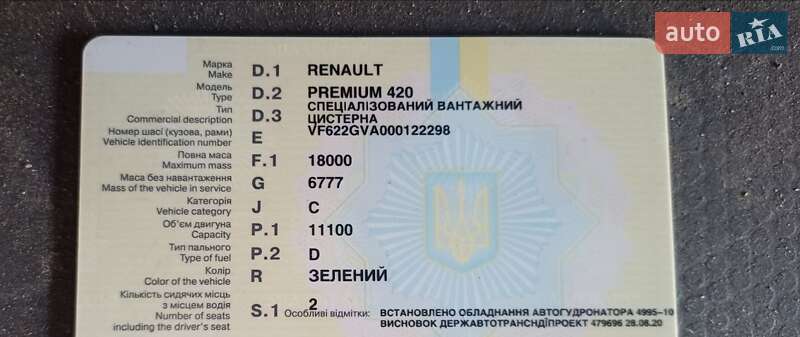 auto RIA.com
Марка
Make D.1 RENAULT
Модель
Type D.2 PREMIUM 420
Тип
Commercial description D.3 СПЕЦІАЛІЗОВАНИЙ ВАНТАЖНИЙ
ЦИСТЕРНА
Номер шасі (кузова, рами)
Vehicle identification number E VF622GVA000122298
Повна маса
Maximum mass F.1 18000
Маса без навантаження
Mass of the vehicle in service G 6777
Категорія
Vehicle category J C
Об'єм двигуна
Capacity P.1 11100
Тип пального
Type of fuel P.2 D
Колір
Color of the vehicle R ЗЕЛЕНИЙ
Кількість сидячих місць
з місцем водія
Number of seats
including the driver's seat S.1 2
Особливі відмітки: ВСТАНОВЛЕНО ОБЛАДНАННЯ АВТОГУДРОНАТОРА 4995-10
ВИСНОВОК ДЕРЖАВТОТРАНСНДІПРОЕКТ 479696 28.08.20